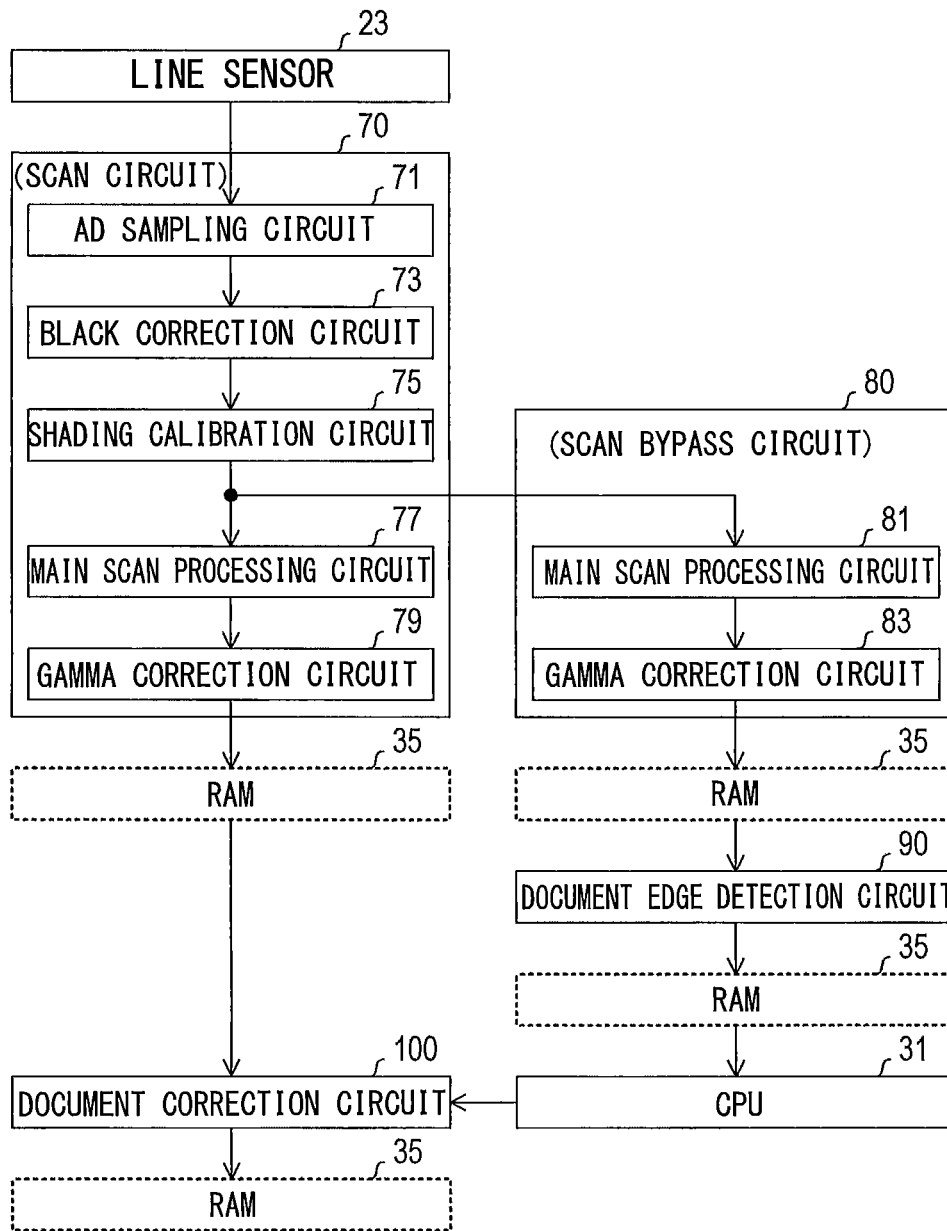 23
LINE SENSOR
70
(SCAN CIRCUIT)
71
AD SAMPLING CIRCUIT
73
BLACK CORRECTION CIRCUIT
75
SHADING CALIBRATION CIRCUIT
77
MAIN SCAN PROCESSING CIRCUIT
79
GAMMA CORRECTION CIRCUIT
80
(SCAN BYPASS CIRCUIT)
81
MAIN SCAN PROCESSING CIRCUIT
83
GAMMA CORRECTION CIRCUIT
35
RAM
35
RAM
90
DOCUMENT EDGE DETECTION CIRCUIT
35
RAM
100
DOCUMENT CORRECTION CIRCUIT
31
CPU
35
RAM